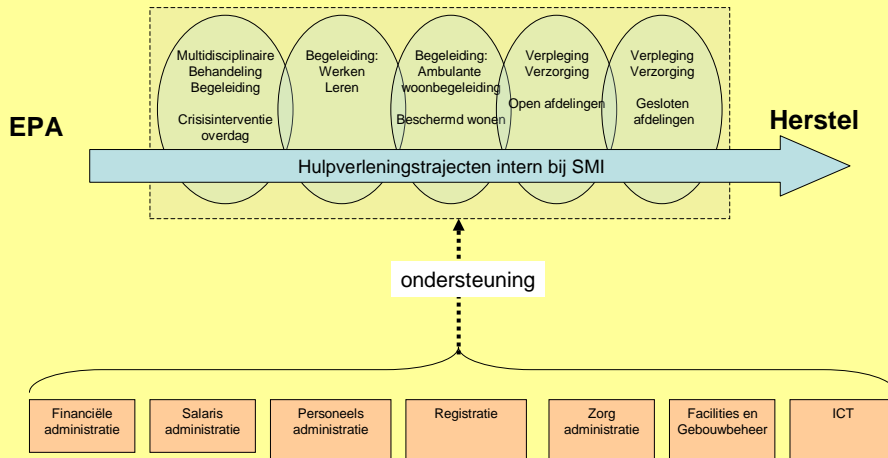 Multidisciplinaire
Behandeling
Begeleiding
Crisisinterventie
overdag
Begeleiding:
Werken
Leren
Begeleiding:
Ambulante
woonbegeleiding
Beschermd wonen
Verpleging
Verzorging
Open afdelingen
Verpleging
Verzorging
Gesloten
afdelingen
EPA
Herstel
Hulpverleningstrajecten intern bij SMI
ondersteuning
Financiële
administratie
Salaris
administratie
Personeels
administratie
Registratie
Zorg
administratie
Facilities en
Gebouwbeheer
ICT